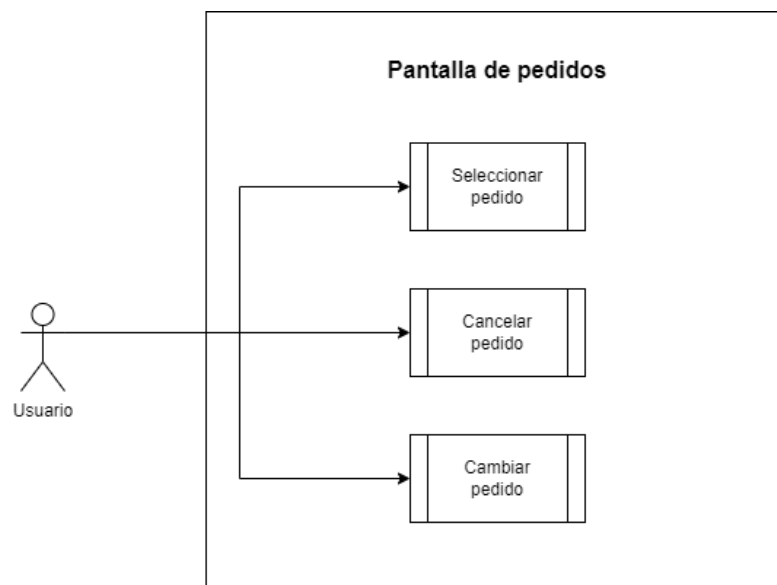 Pantalla de pedidos
Seleccionar
pedido
Cancelar
pedido
Usuario
Cambiar
pedido